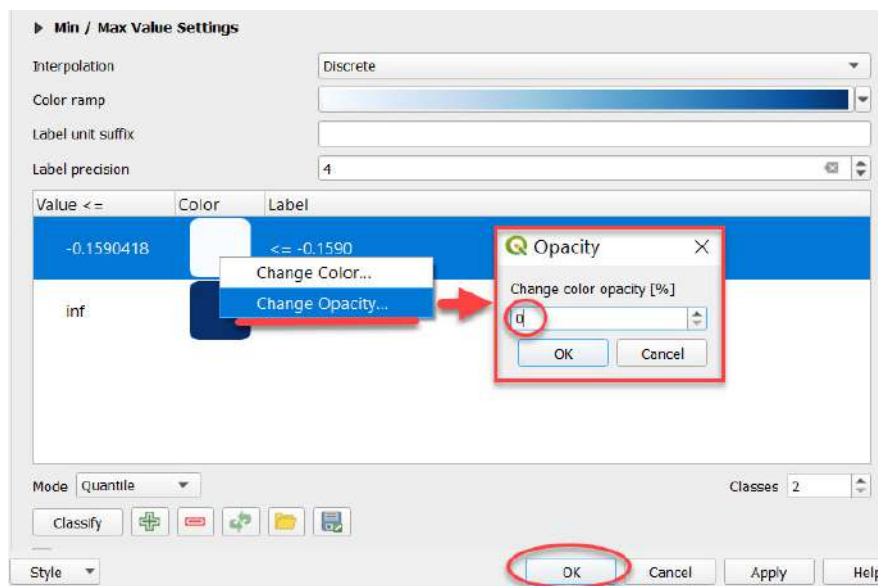 Min / Max Value Settings
Interpolation Discrete
Color ramp
Label unit suffix
Label precision 4
Value <= Color Label
-0.1590418 <= -0.1590
Change Color...
Change Opacity...
inf
Opacity
Change color opacity [%]
0
OK Cancel
Mode Quantile Classes 2
Classify
Style OK Cancel Apply Help